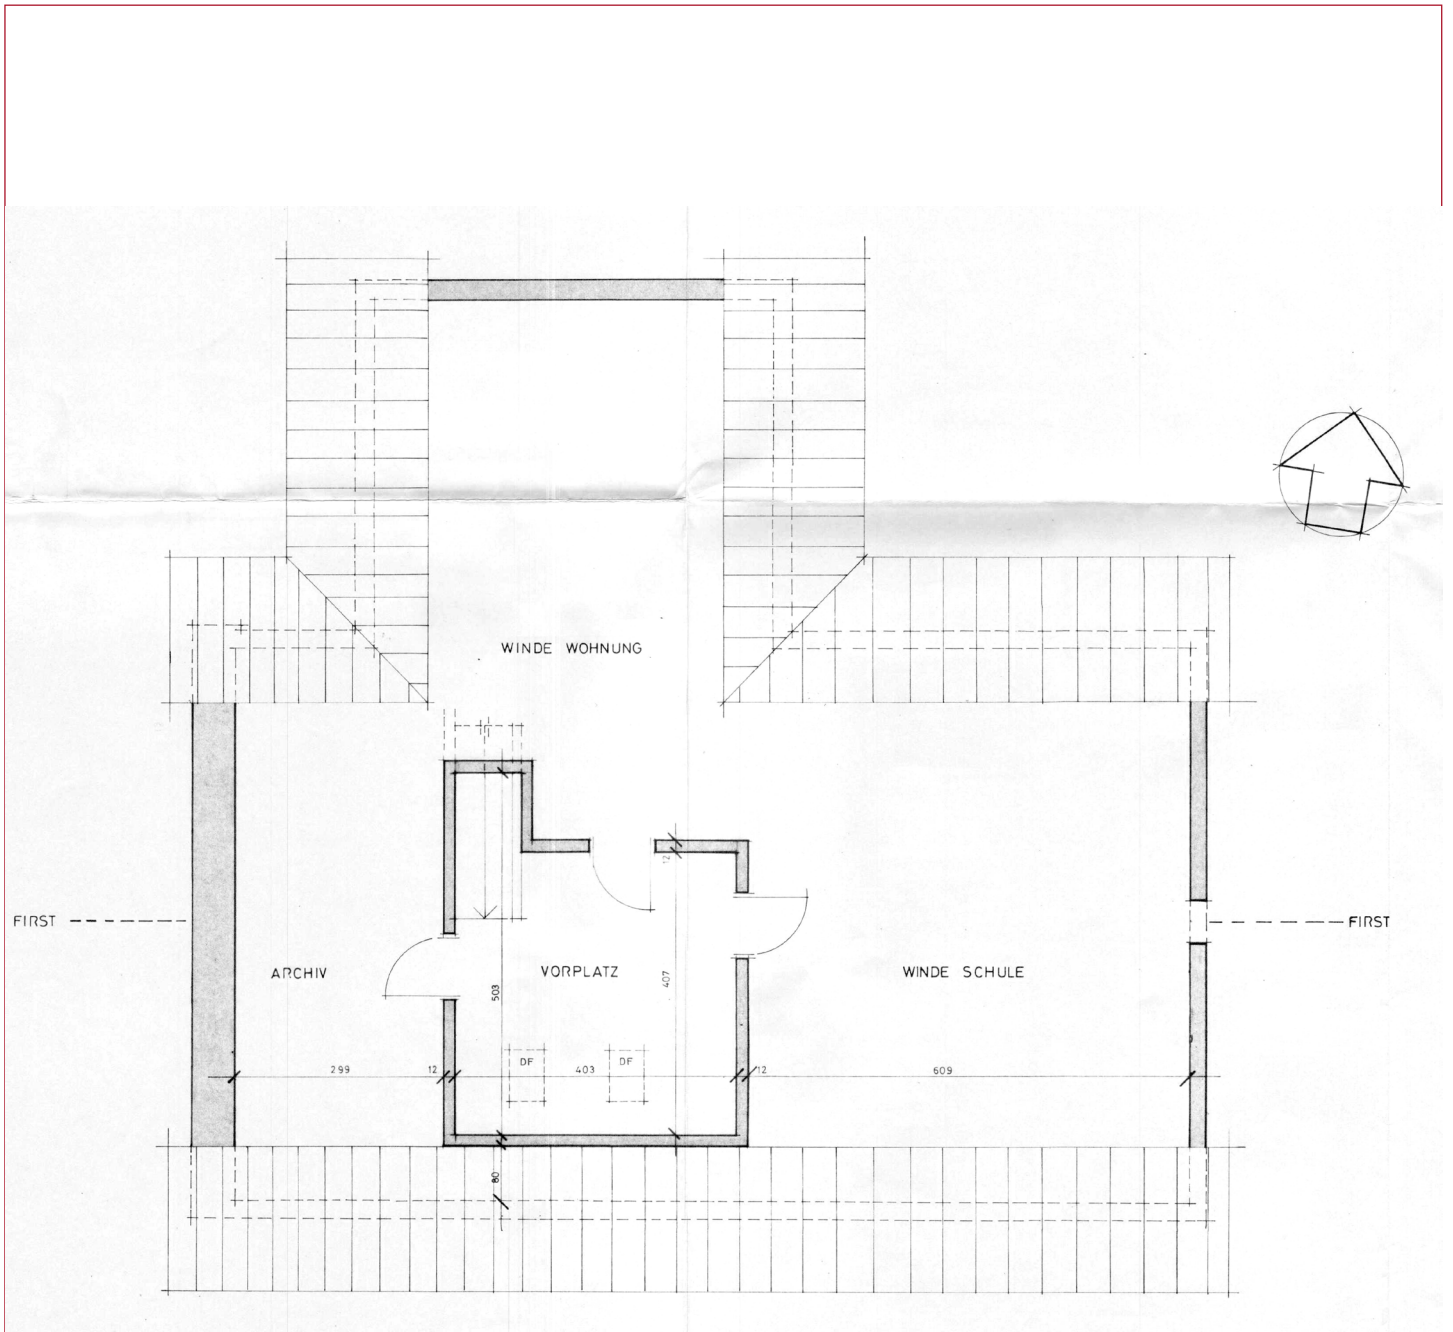 WINDE WOHNUNG
12
FIRST
FIRST
ARCHIV
VORPLATZ
WINDE SCHULE
503
407
DF
DF
299
12
403
12
609
80